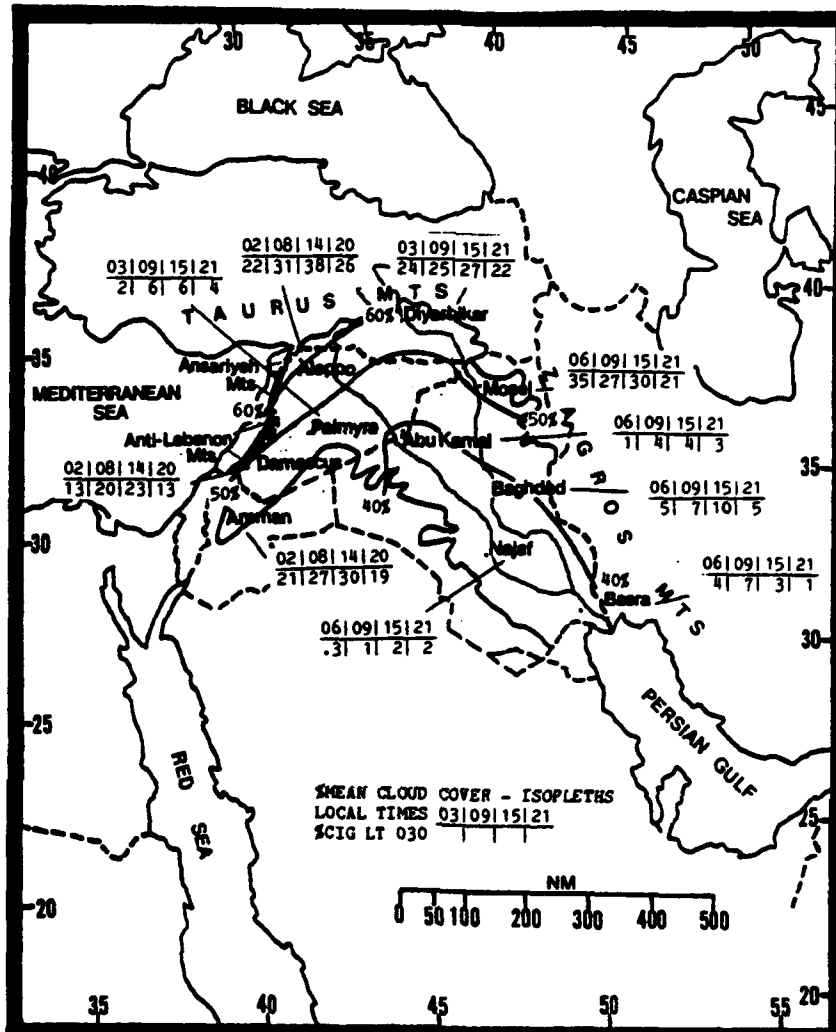 30 35 40 45 50
BLACK SEA
45
40
CASPIAN
SEA
03|09|15|21
2| 6| 6| 4
02|08|14|20
22|31|38|26
03|09|15|21
24|25|27|22
TAURUS MTS
40
60%
Diyarbikar
35
Ansariyeh
Mts.
Aleppo
MEDITERRANEAN
SEA
Mosel
06|09|15|21
35|27|30|21
60%
50%
ZAGROS MTS
Anti-Lebanon
Mts.
Palmyra
Abu Kamal
06|09|15|21
1| 4| 4| 3
35
02|08|14|20
13|20|23|13
Damascus
50%
40%
Baghdad
06|09|15|21
5| 7|10| 5
Amman
30
02|08|14|20
21|27|30|19
Najaf
40%
Basra
06|09|15|21
4| 7| 3| 1
06|09|15|21
.3| 1| 2| 2
30
PERSIAN GULF
25
RED
SEA
%MEAN CLOUD COVER - ISOPLETHS
LOCAL TIMES 03|09|15|21
%CIG LT 030
25
NM
0 50 100 200 300 400 500
20
20
35 40 45 50 55